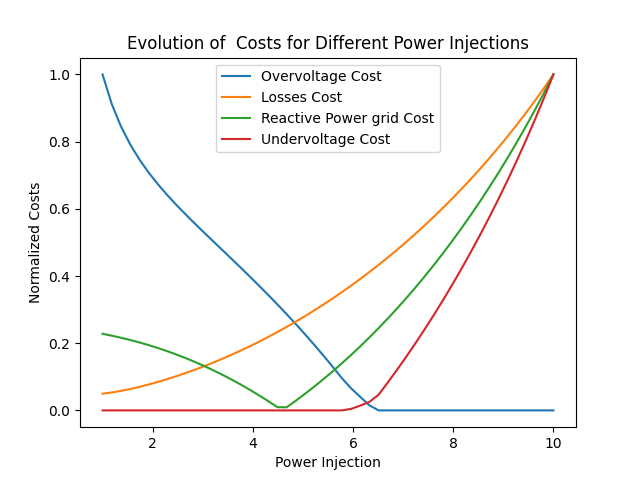 Evolution of  Costs for Different Power Injections
Overvoltage Cost
Losses Cost
Reactive Power grid Cost
Undervoltage Cost
Normalized Costs
1.0
0.8
0.6
0.4
0.2
0.0
2 4 6 8 10
Power Injection